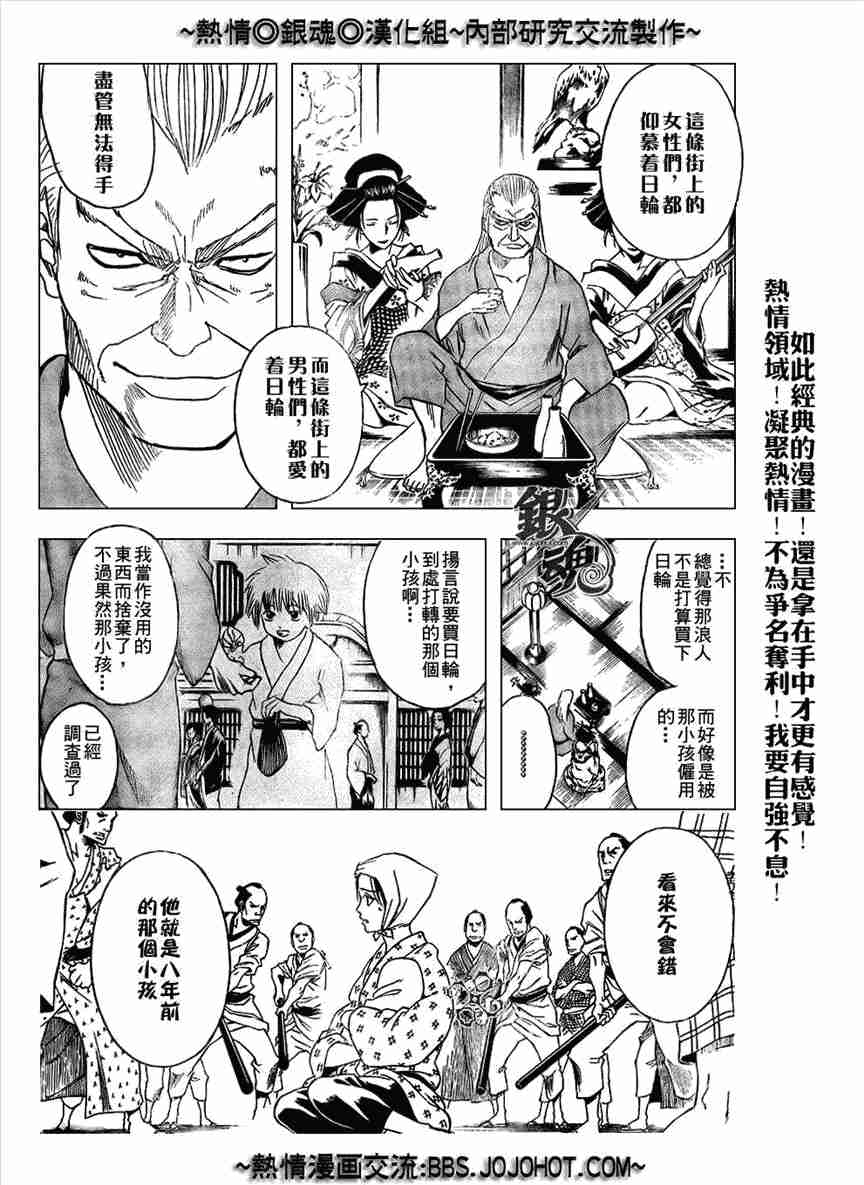 ~熱情◎銀魂◎漢化組~內部研究交流製作~
這條街上的
女性們，都
仰慕着日輪
而這條街上的
男性們，都愛
着日輪
盡管無法得手
…不
總覺得那浪人
不是打算買下
日輪
而好像是被
那小孩僱用
的…
………
揚言說要買日輪，
到處打轉的那個
小孩啊…
我當作沒用的
東西而捨棄了，
不過果然那小孩…
已經
調查過了
看來不會錯
他就是八年前
的那個小孩
如此經典的漫畫！還是拿在手中才更有感覺！
熱情領域！凝聚熱情！不為爭名奪利！我要自強不息！
銀魂
www.jojohot.com
~熱情漫画交流:BBS.JOJOHOT.COM~